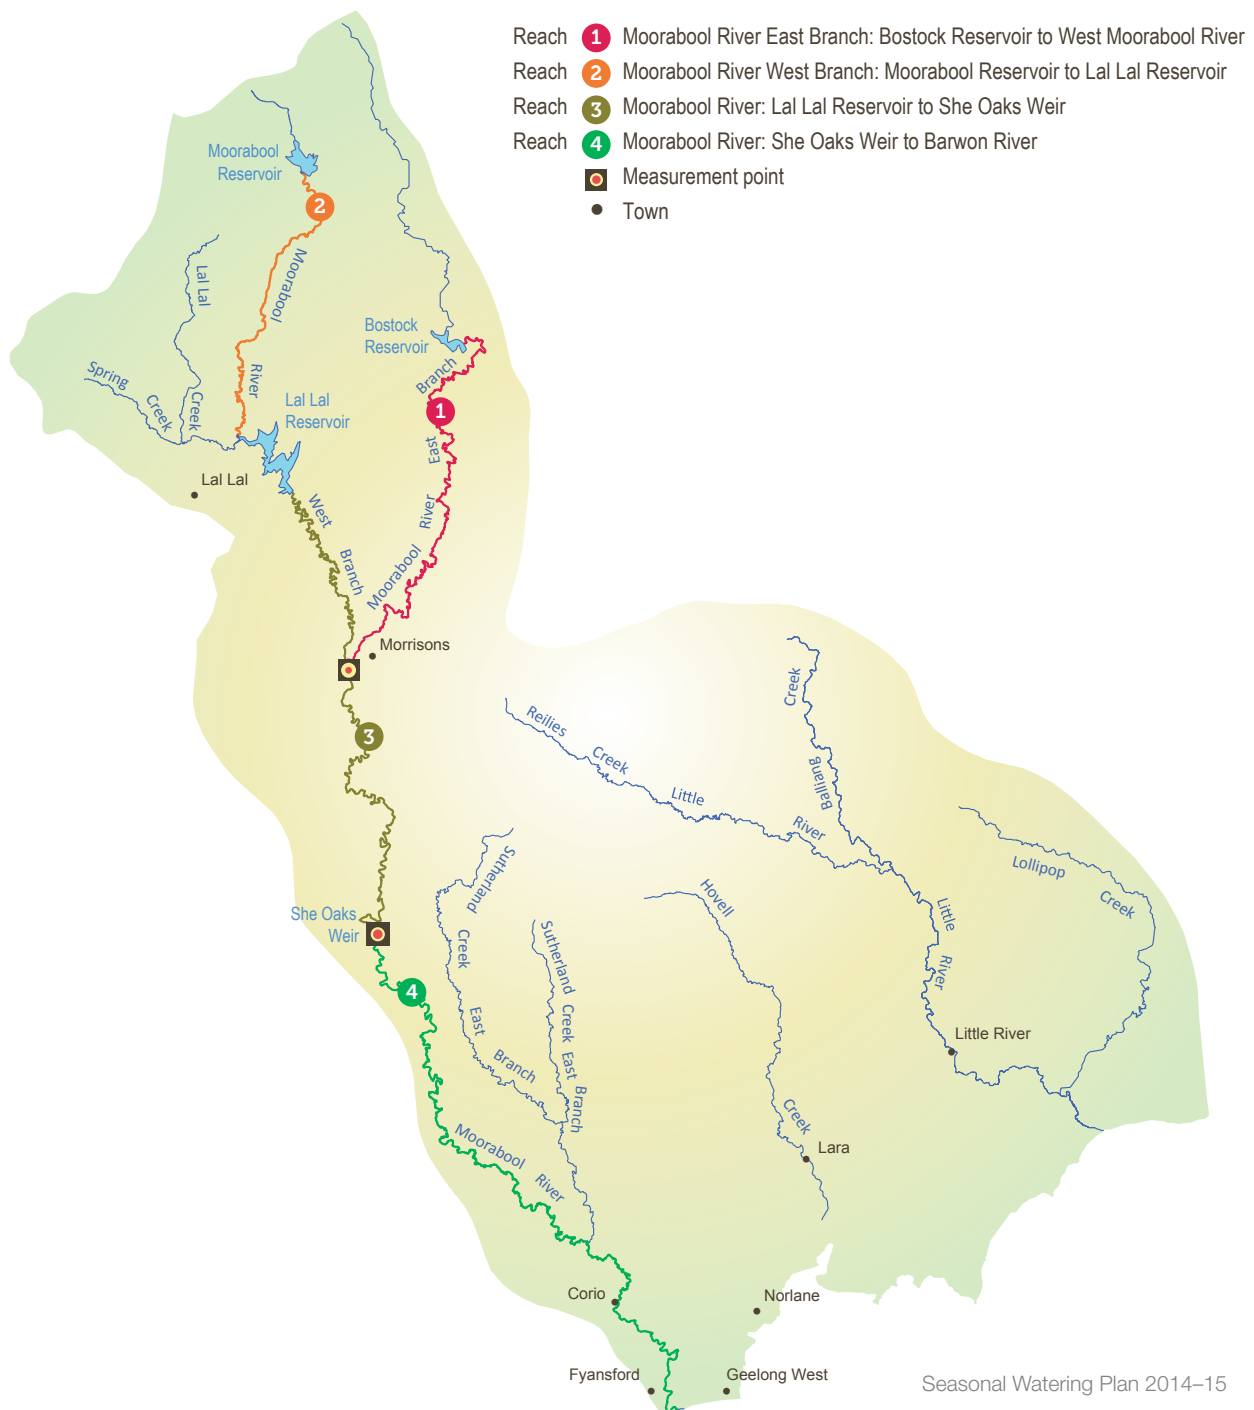 Reach 1 Moorabool River East Branch: Bostock Reservoir to West Moorabool River
Reach 2 Moorabool River West Branch: Moorabool Reservoir to Lal Lal Reservoir
Reach 3 Moorabool River: Lal Lal Reservoir to She Oaks Weir
Reach 4 Moorabool River: She Oaks Weir to Barwon River
Measurement point
Town
Moorabool
Reservoir
2
Moorabool
River
Lal Lal
Creek
Spring
Creek
Bostock
Reservoir
Branch
1
East
River
Moorabool
Lal Lal
Reservoir
Lal Lal
West
Branch
Morrisons
3
Reilies
Creek
Little
River
Creek
Balliang
Lollipop
Creek
Little
River
Little River
Sutherland
Creek
East
Branch
Sutherland
Creek
East
Branch
Hovell
Creek
Lara
She Oaks
Weir
4
Moorabool
River
Corio
Norlane
Fyansford
Geelong West
Seasonal Watering Plan 2014–15